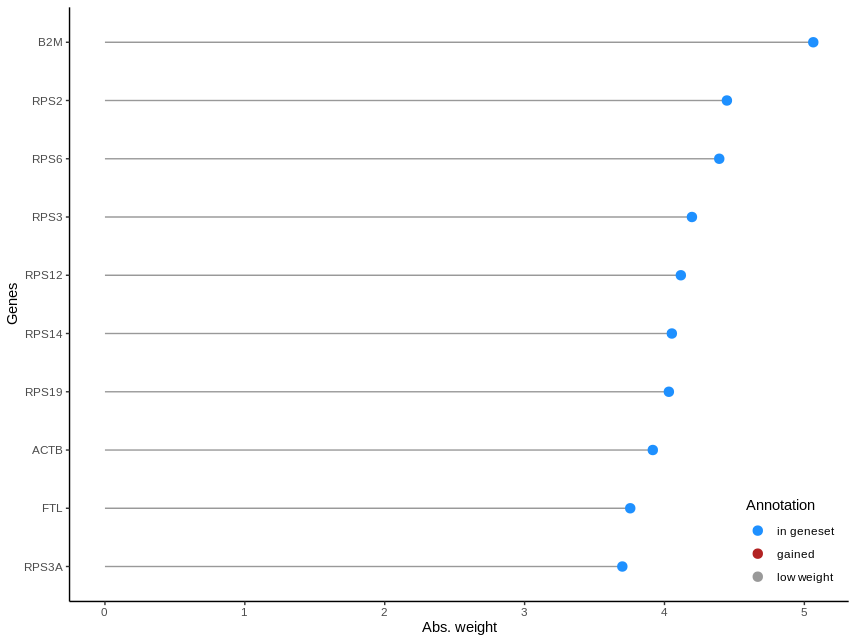 B2M
RPS2
RPS6
RPS3
RPS12
RPS14
RPS19
ACTB
FTL
RPS3A
Genes
0 1 2 3 4 5
Abs. weight
Annotation
in geneset
gained
low weight